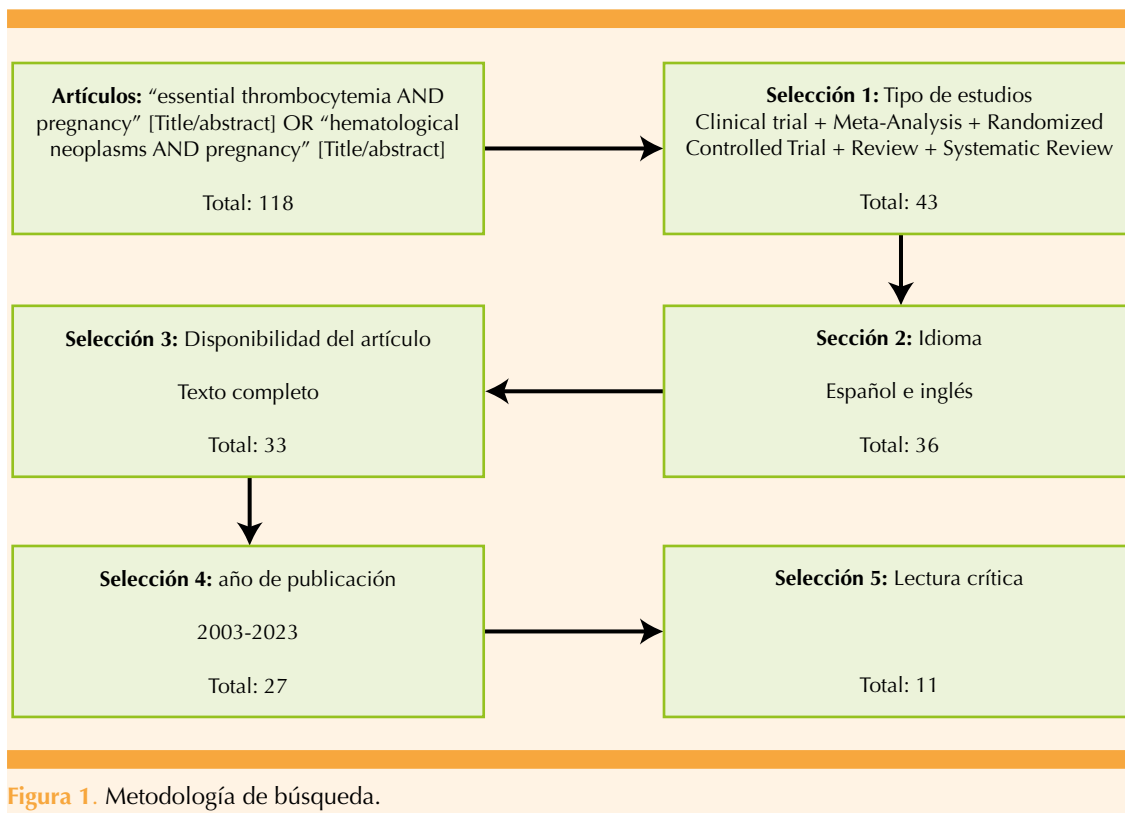 Artículos: “essential thrombocytemia AND
pregnancy” [Title/abstract] OR “hematological
neoplasms AND pregnancy” [Title/abstract]
Total: 118
Selección 1: Tipo de estudios
Clinical trial + Meta-Analysis + Randomized
Controlled Trial + Review + Systematic Review
Total: 43
Sección 2: Idioma
Español e inglés
Total: 36
Selección 3: Disponibilidad del artículo
Texto completo
Total: 33
Selección 4: año de publicación
2003-2023
Total: 27
Selección 5: Lectura crítica
Total: 11
Figura 1. Metodología de búsqueda.